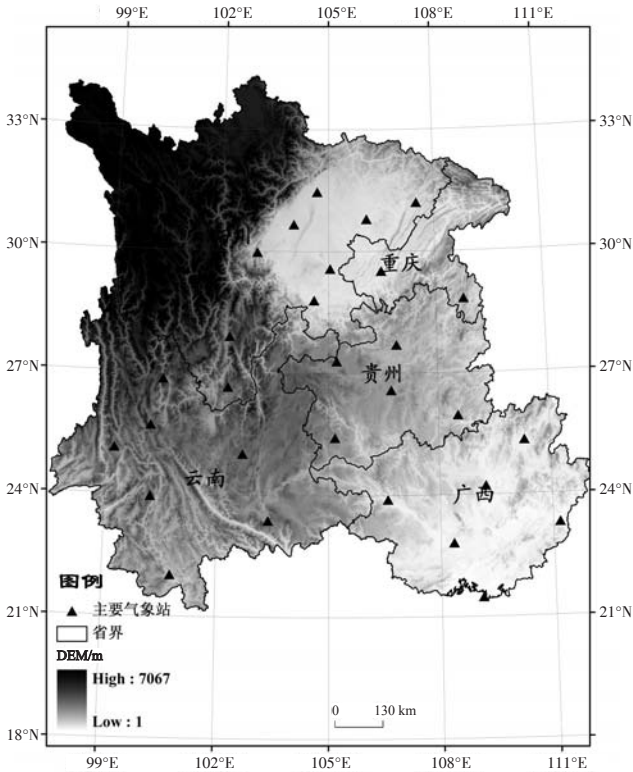 99°E 102°E 105°E 108°E 111°E
33°N 33°N
30°N 30°N
重庆
27°N 27°N
贵州
云南 广西
24°N 24°N
图例
主要气象站
21°N 21°N
省界
DEM/m
High : 7067
0 130 km
Low : 1
18°N 18°N
99°E 102°E 105°E 108°E 111°E